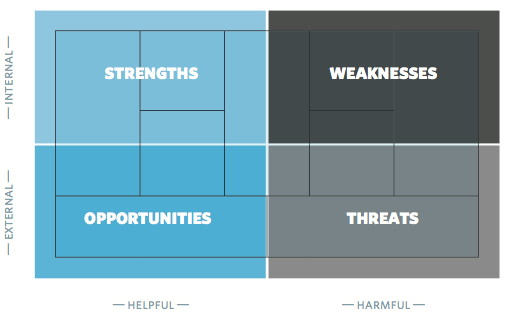 — INTERNAL —
STRENGTHS
WEAKNESSES
— EXTERNAL —
OPPORTUNITIES
THREATS
— HELPFUL —
— HARMFUL —